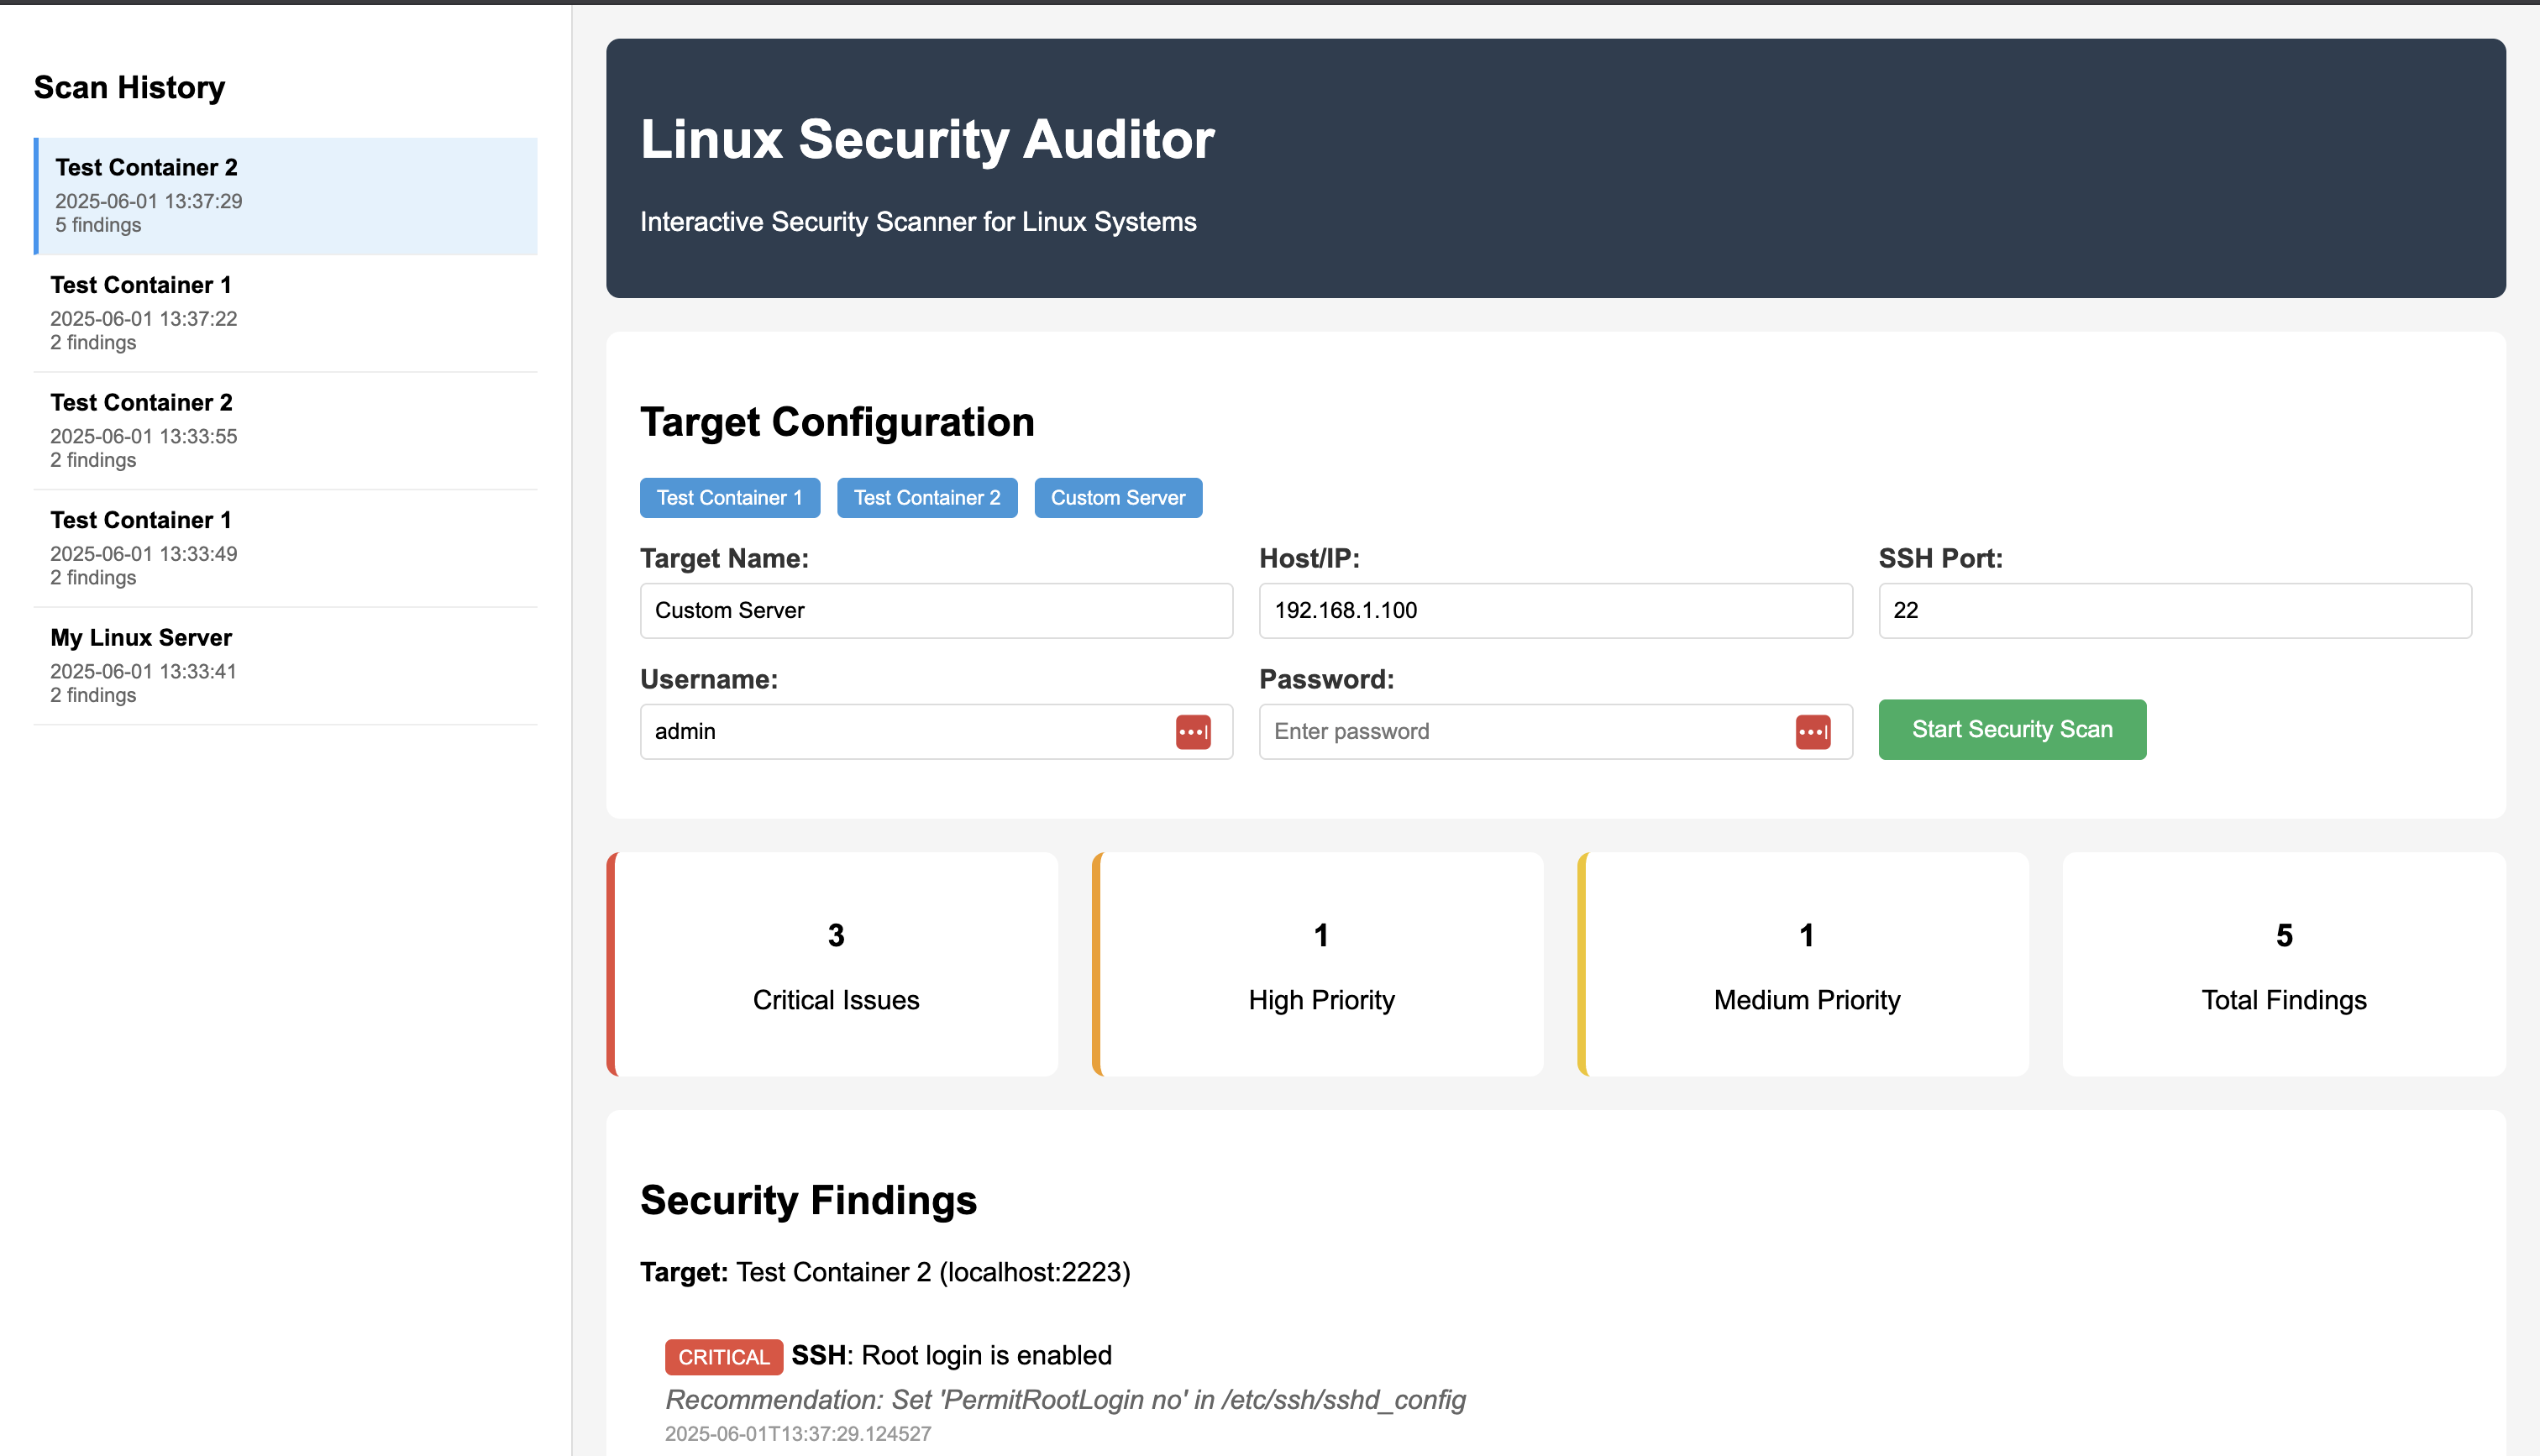 Scan History
Test Container 2
2025-06-01 13:37:29
5 findings
Test Container 1
2025-06-01 13:37:22
2 findings
Test Container 2
2025-06-01 13:33:55
2 findings
Test Container 1
2025-06-01 13:33:49
2 findings
My Linux Server
2025-06-01 13:33:41
2 findings
Linux Security Auditor
Interactive Security Scanner for Linux Systems
Target Configuration
Test Container 1 Test Container 2 Custom Server
Target Name: Host/IP: SSH Port:
Custom Server 192.168.1.100 22
Username: Password:
admin Enter password Start Security Scan
3 1 1 5
Critical Issues High Priority Medium Priority Total Findings
Security Findings
Target: Test Container 2 (localhost:2223)
CRITICAL SSH: Root login is enabled
Recommendation: Set 'PermitRootLogin no' in /etc/ssh/sshd_config
2025-06-01T13:37:29.124527